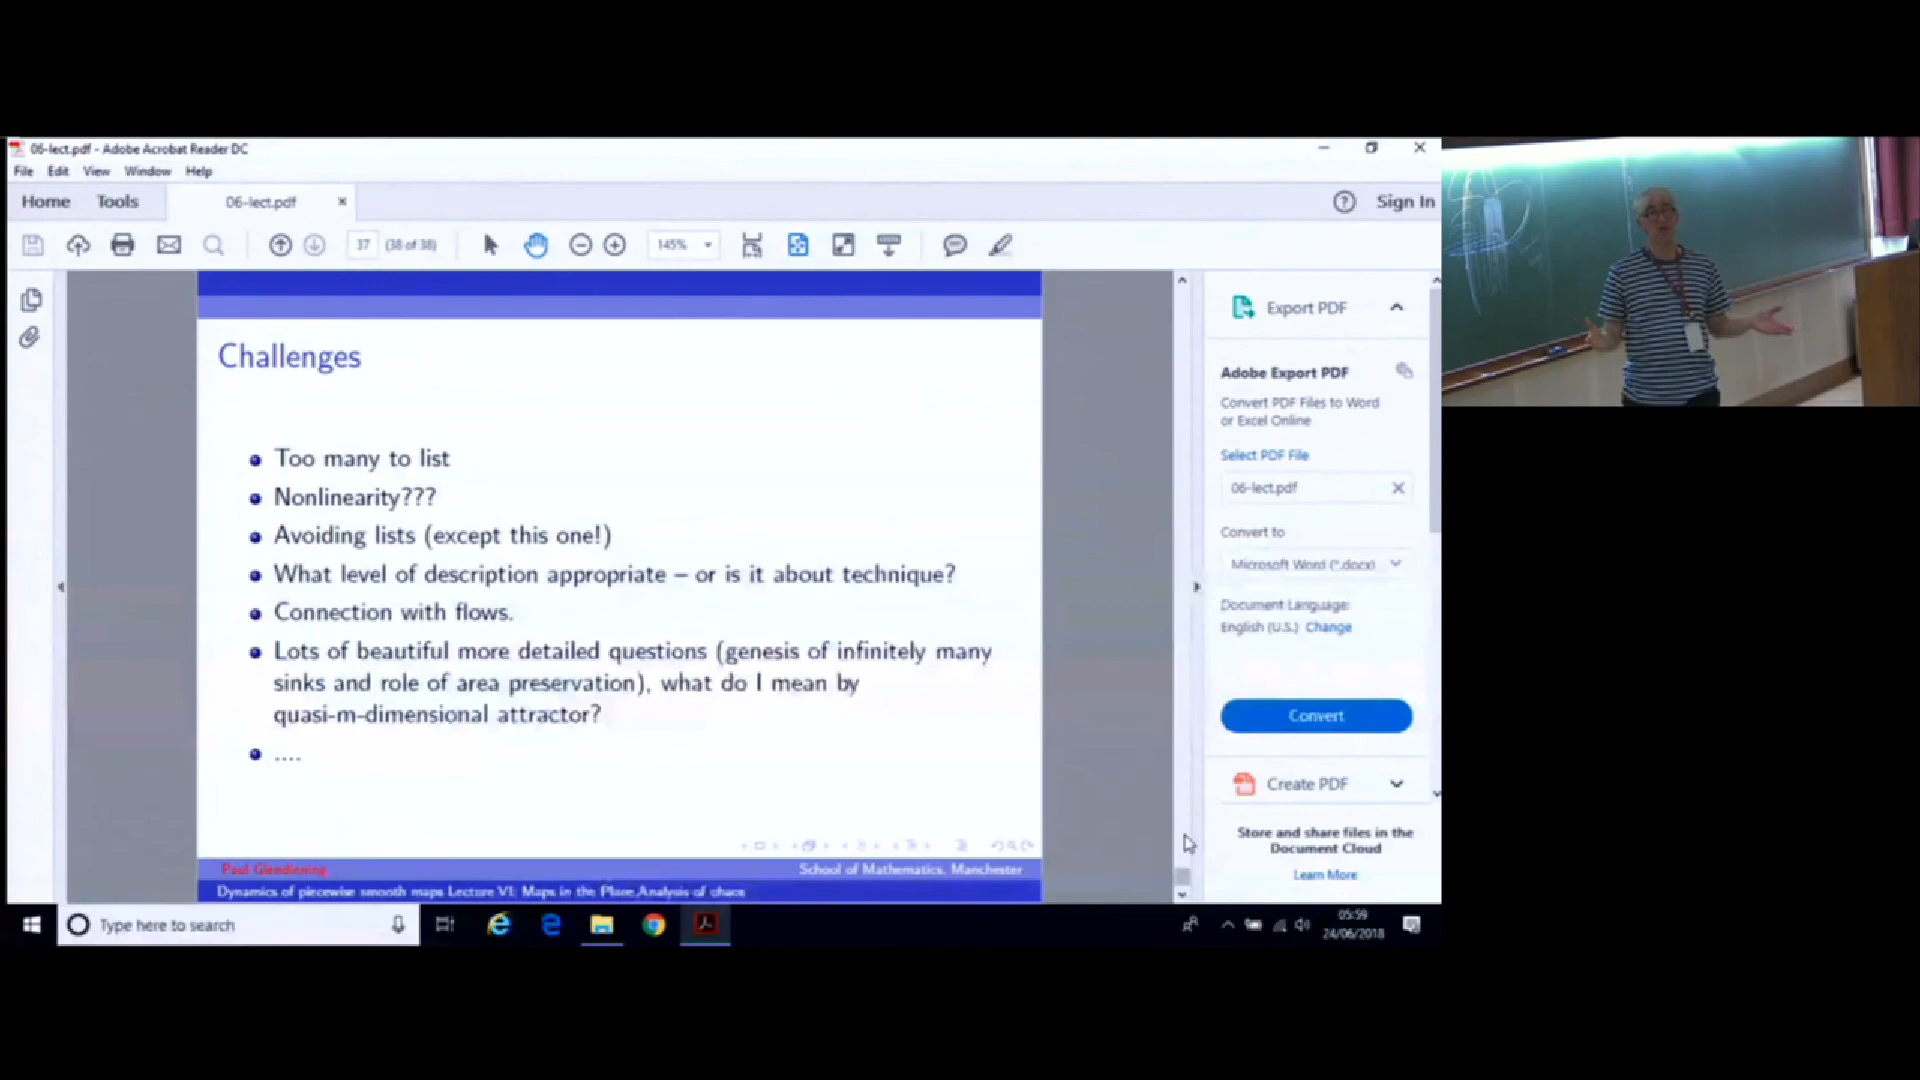 06-lect.pdf - Adobe Acrobat Reader DC
File Edit View Window Help
Home Tools 06-lect.pdf × Sign In
37 (38 of 38) 145%
Challenges
Too many to list
Nonlinearity???
Avoiding lists (except this one!)
What level of description appropriate – or is it about technique?
Connection with flows.
Lots of beautiful more detailed questions (genesis of infinitely many
sinks and role of area preservation), what do I mean by
quasi-m-dimensional attractor?
....
Paul Glendinning School of Mathematics, Manchester
Dynamics of piecewise smooth maps Lecture VI: Maps in the Plane,Analysis of chaos
Export PDF
Adobe Export PDF
Convert PDF Files to Word
or Excel Online
Select PDF File
06-lect.pdf
Convert to
Microsoft Word (*.docx)
Document Language:
English (U.S.) Change
Convert
Create PDF
Store and share files in the
Document Cloud
Learn More
Type here to search
05:59
24/06/2018